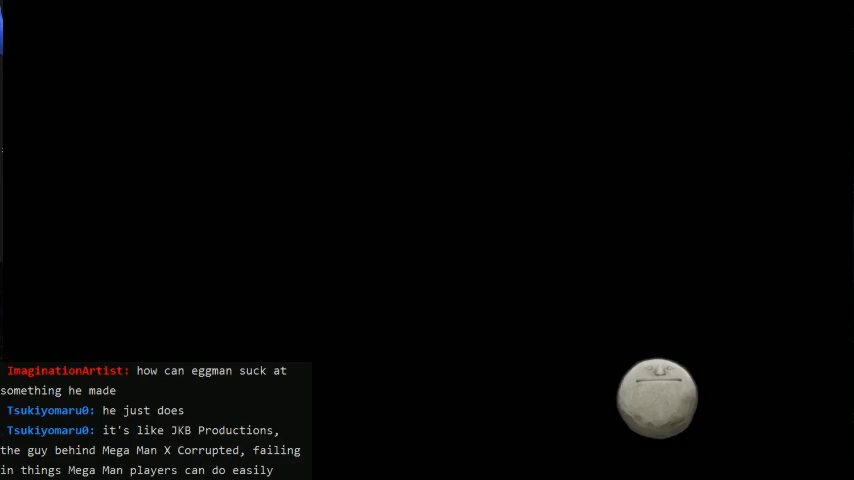 ImaginationArtist: how can eggman suck at
something he made
Tsukiyomaru0: he just does
Tsukiyomaru0: it's like JKB Productions,
the guy behind Mega Man X Corrupted, failing
in things Mega Man players can do easily